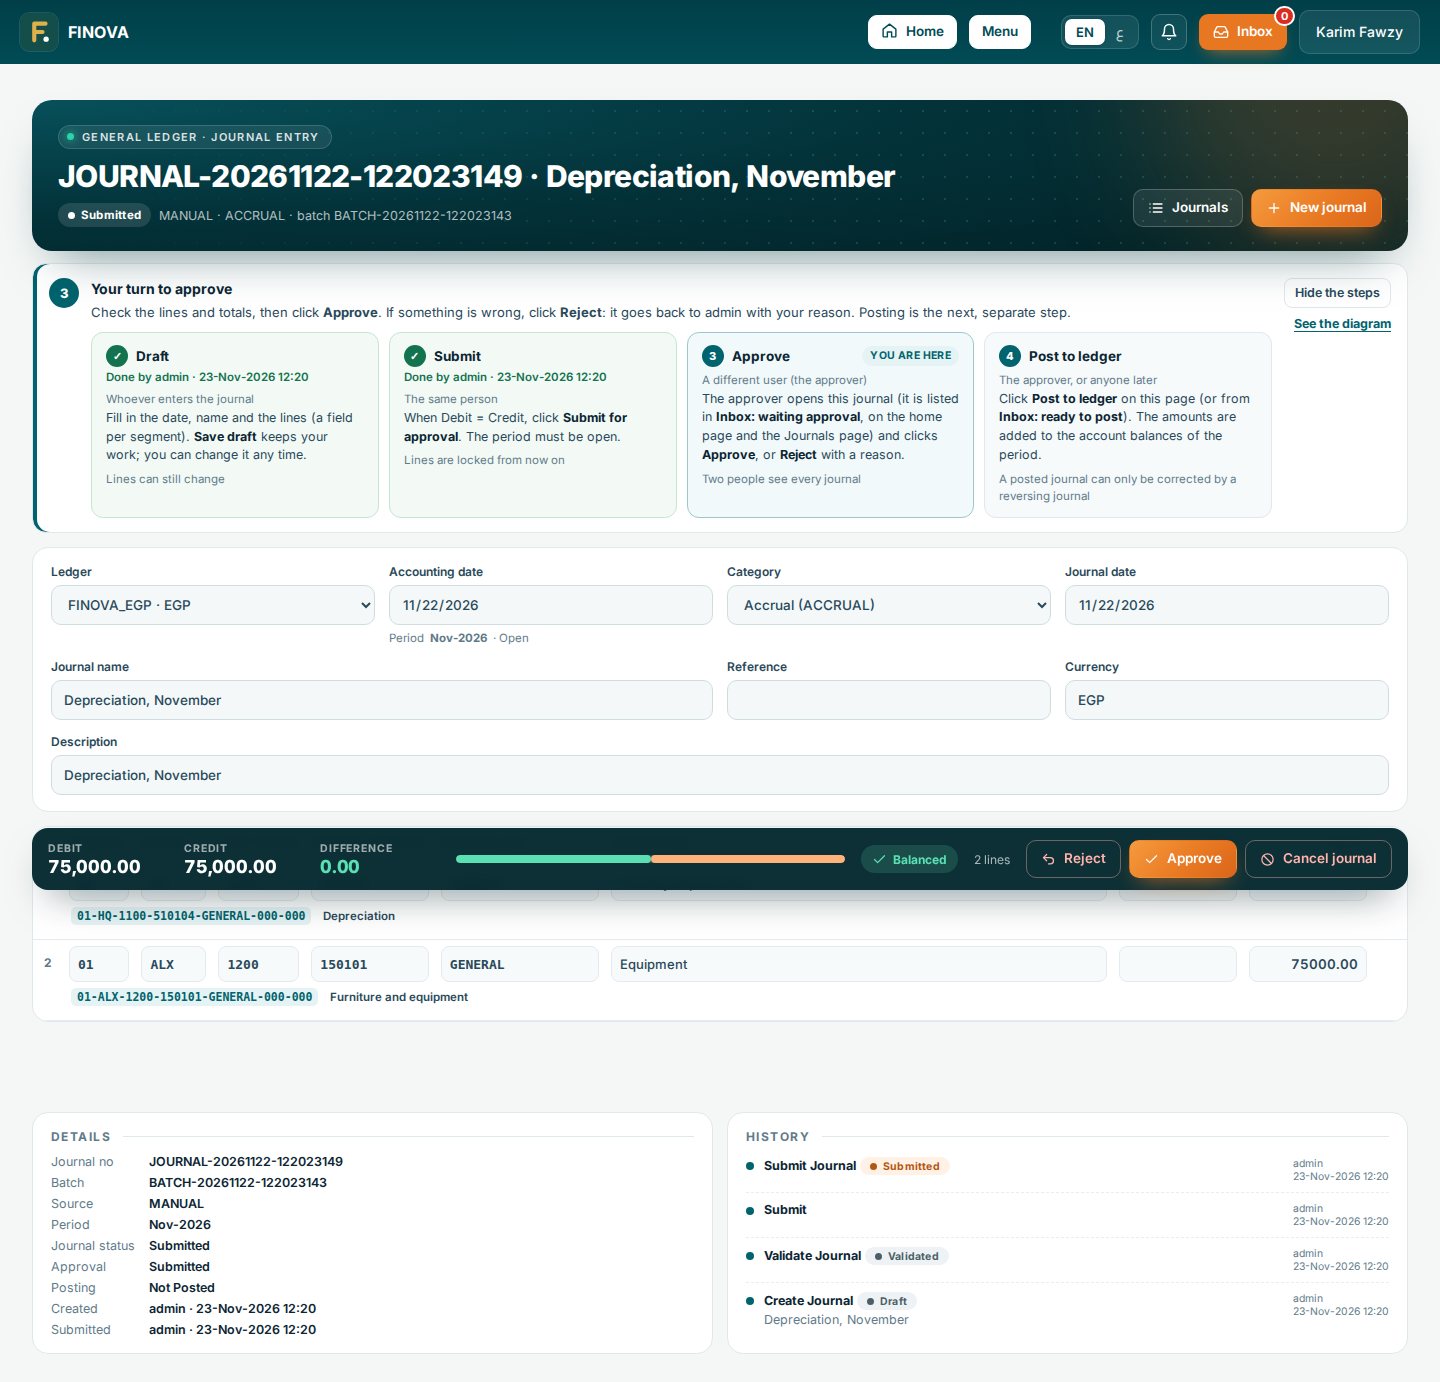 F.
FINOVA
Home
Menu
EN
ع
Inbox
0
Karim Fawzy
GENERAL LEDGER · JOURNAL ENTRY
JOURNAL-20261122-122023149 · Depreciation, November
Submitted
MANUAL · ACCRUAL · batch BATCH-20261122-122023143
Journals
New journal
3
Your turn to approve
Check the lines and totals, then click Approve. If something is wrong, click Reject: it goes back to admin with your reason. Posting is the next, separate step.
Hide the steps
See the diagram
Draft
Done by admin · 23-Nov-2026 12:20
Whoever enters the journal
Fill in the date, name and the lines (a field
per segment). Save draft keeps your
work; you can change it any time.
Lines can still change
Submit
Done by admin · 23-Nov-2026 12:20
The same person
When Debit = Credit, click Submit for
approval. The period must be open.
Lines are locked from now on
3
Approve
YOU ARE HERE
A different user (the approver)
The approver opens this journal (it is listed
in Inbox: waiting approval, on the home
page and the Journals page) and clicks
Approve, or Reject with a reason.
Two people see every journal
4
Post to ledger
The approver, or anyone later
Click Post to ledger on this page (or from
Inbox: ready to post). The amounts are
added to the account balances of the
period.
A posted journal can only be corrected by a
reversing journal
Ledger
FINOVA_EGP · EGP
Accounting date
11/22/2026
Period Nov-2026 · Open
Category
Accrual (ACCRUAL)
Journal date
11/22/2026
Journal name
Depreciation, November
Reference
Currency
EGP
Description
Depreciation, November
DEBIT
75,000.00
CREDIT
75,000.00
DIFFERENCE
0.00
Balanced
2 lines
Reject
Approve
Cancel journal
01-HQ-1100-510104-GENERAL-000-000 Depreciation
2 01 ALX 1200 150101 GENERAL Equipment 75000.00
01-ALX-1200-150101-GENERAL-000-000 Furniture and equipment
DETAILS
Journal no JOURNAL-20261122-122023149
Batch BATCH-20261122-122023143
Source MANUAL
Period Nov-2026
Journal status Submitted
Approval Submitted
Posting Not Posted
Created admin · 23-Nov-2026 12:20
Submitted admin · 23-Nov-2026 12:20
HISTORY
Submit Journal Submitted
admin
23-Nov-2026 12:20
Submit
admin
23-Nov-2026 12:20
Validate Journal Validated
admin
23-Nov-2026 12:20
Create Journal Draft
Depreciation, November
admin
23-Nov-2026 12:20